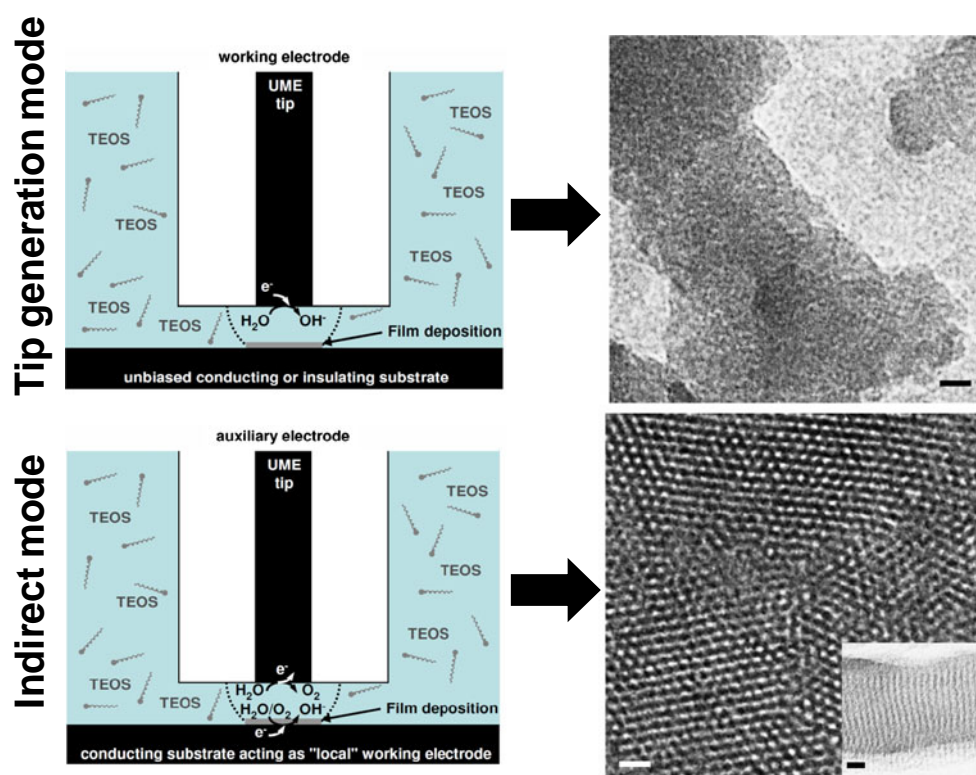 Tip generation mode
working electrode
UME
tip
TEOS
TEOS
TEOS
TEOS
TEOS
TEOS
TEOS
e-
H2O OH-
Film deposition
unbiased conducting or insulating substrate
Indirect mode
auxiliary electrode
UME
tip
TEOS
TEOS
TEOS
TEOS
TEOS
TEOS
TEOS
e-
H2O O2
H2O/O2 OH-
e-
Film deposition
conducting substrate acting as "local" working electrode